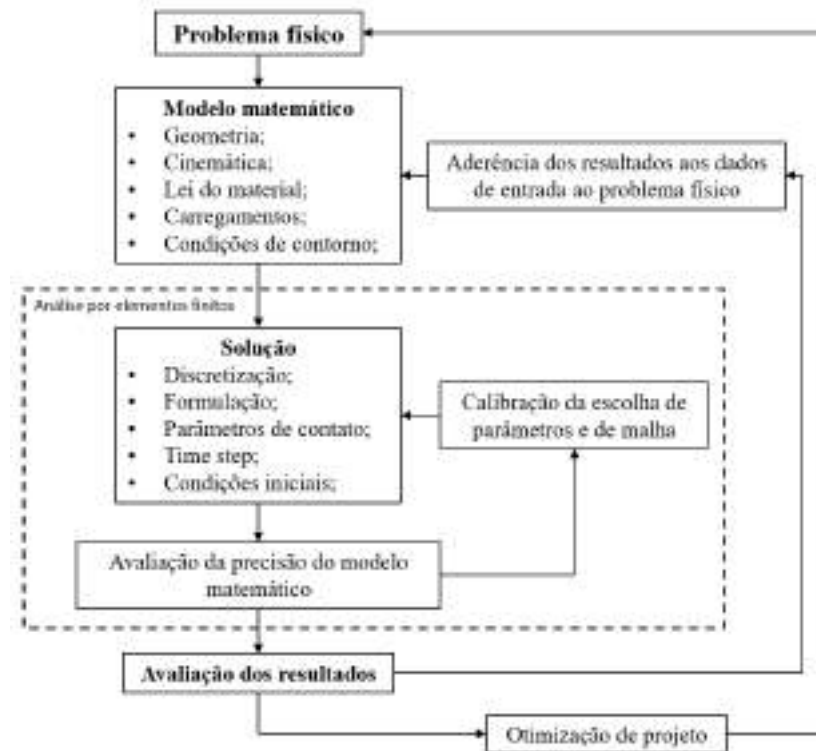 Problema físico
Modelo matemático
• Geometria;
• Cinemática;
• Lei do material;
• Carregamentos;
• Condições de contorno;
Aderência dos resultados aos dados
de entrada ao problema físico
Análise por elementos finitos
Solução
• Discretização;
• Formulação;
• Parâmetros de contato;
• Time step;
• Condições iniciais;
Calibração da escolha de
parâmetros e de malha
Avaliação da precisão do modelo
matemático
Avaliação dos resultados
Otimização de projeto